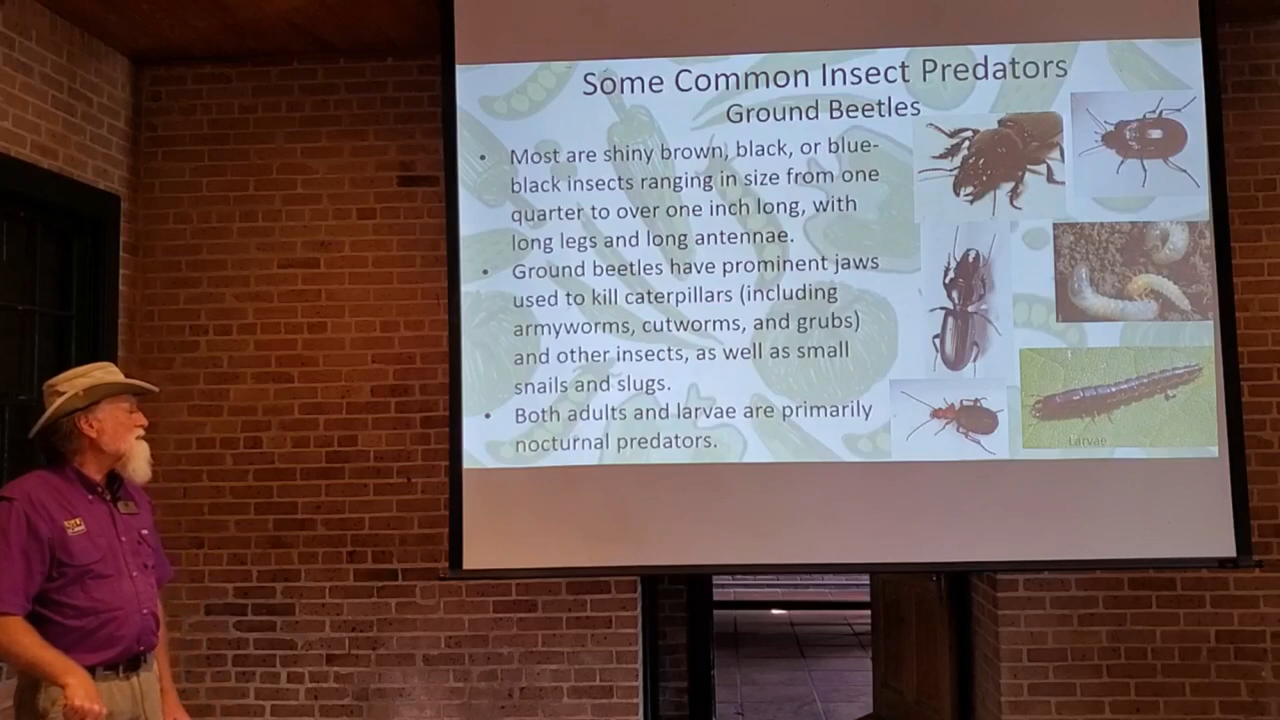 Some Common Insect Predators
Ground Beetles
• Most are shiny brown, black, or blue-
black insects ranging in size from one
quarter to over one inch long, with
long legs and long antennae.
• Ground beetles have prominent jaws
used to kill caterpillars (including
armyworms, cutworms, and grubs)
and other insects, as well as small
snails and slugs.
• Both adults and larvae are primarily
nocturnal predators.
Larvae